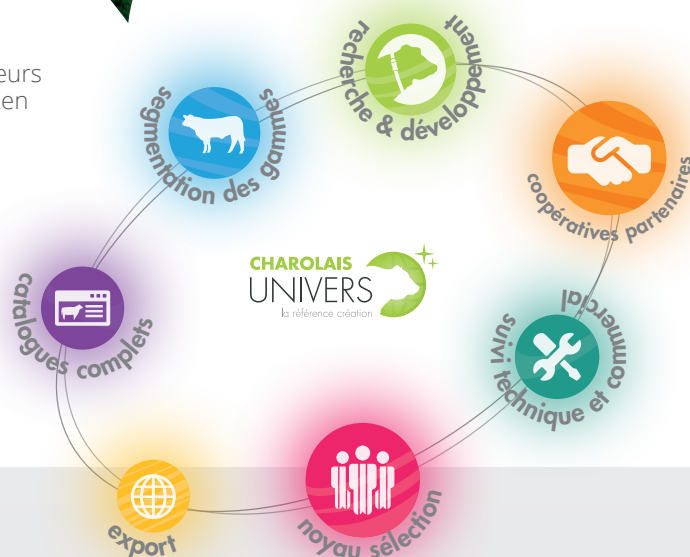 eurs
en
recherche & développement
segmentation des gammes
coopératives partenaires
CHAROLAIS
UNIVERS
la référence création
catalogues complets
suivi technique et commercial
noyau sélection
export